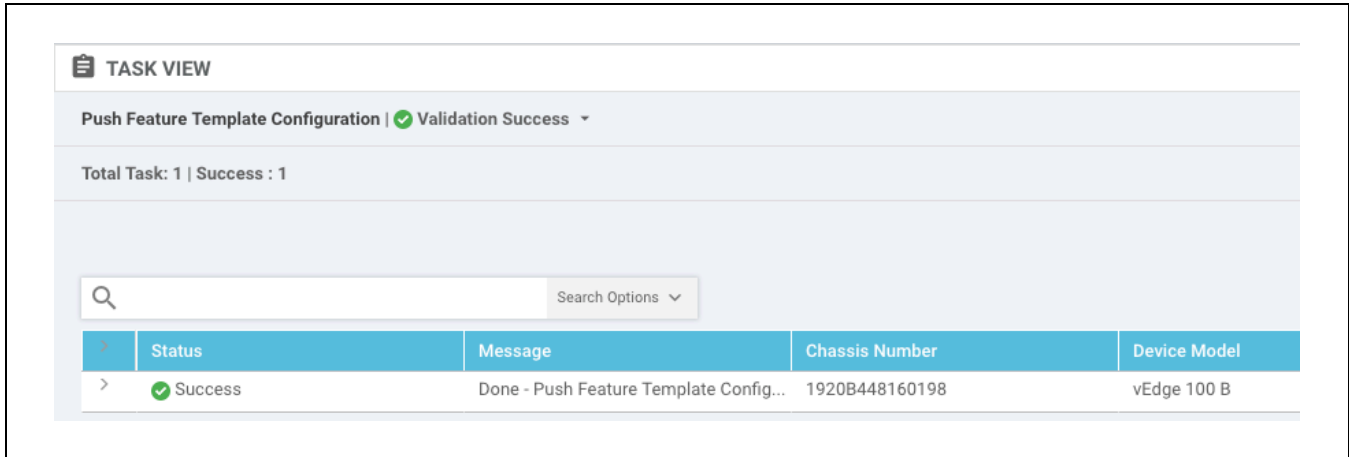 TASK VIEW
Push Feature Template Configuration | Validation Success
Total Task: 1 | Success : 1
Search Options
Status Message Chassis Number Device Model
Success Done - Push Feature Template Config... 1920B448160198 vEdge 100 B